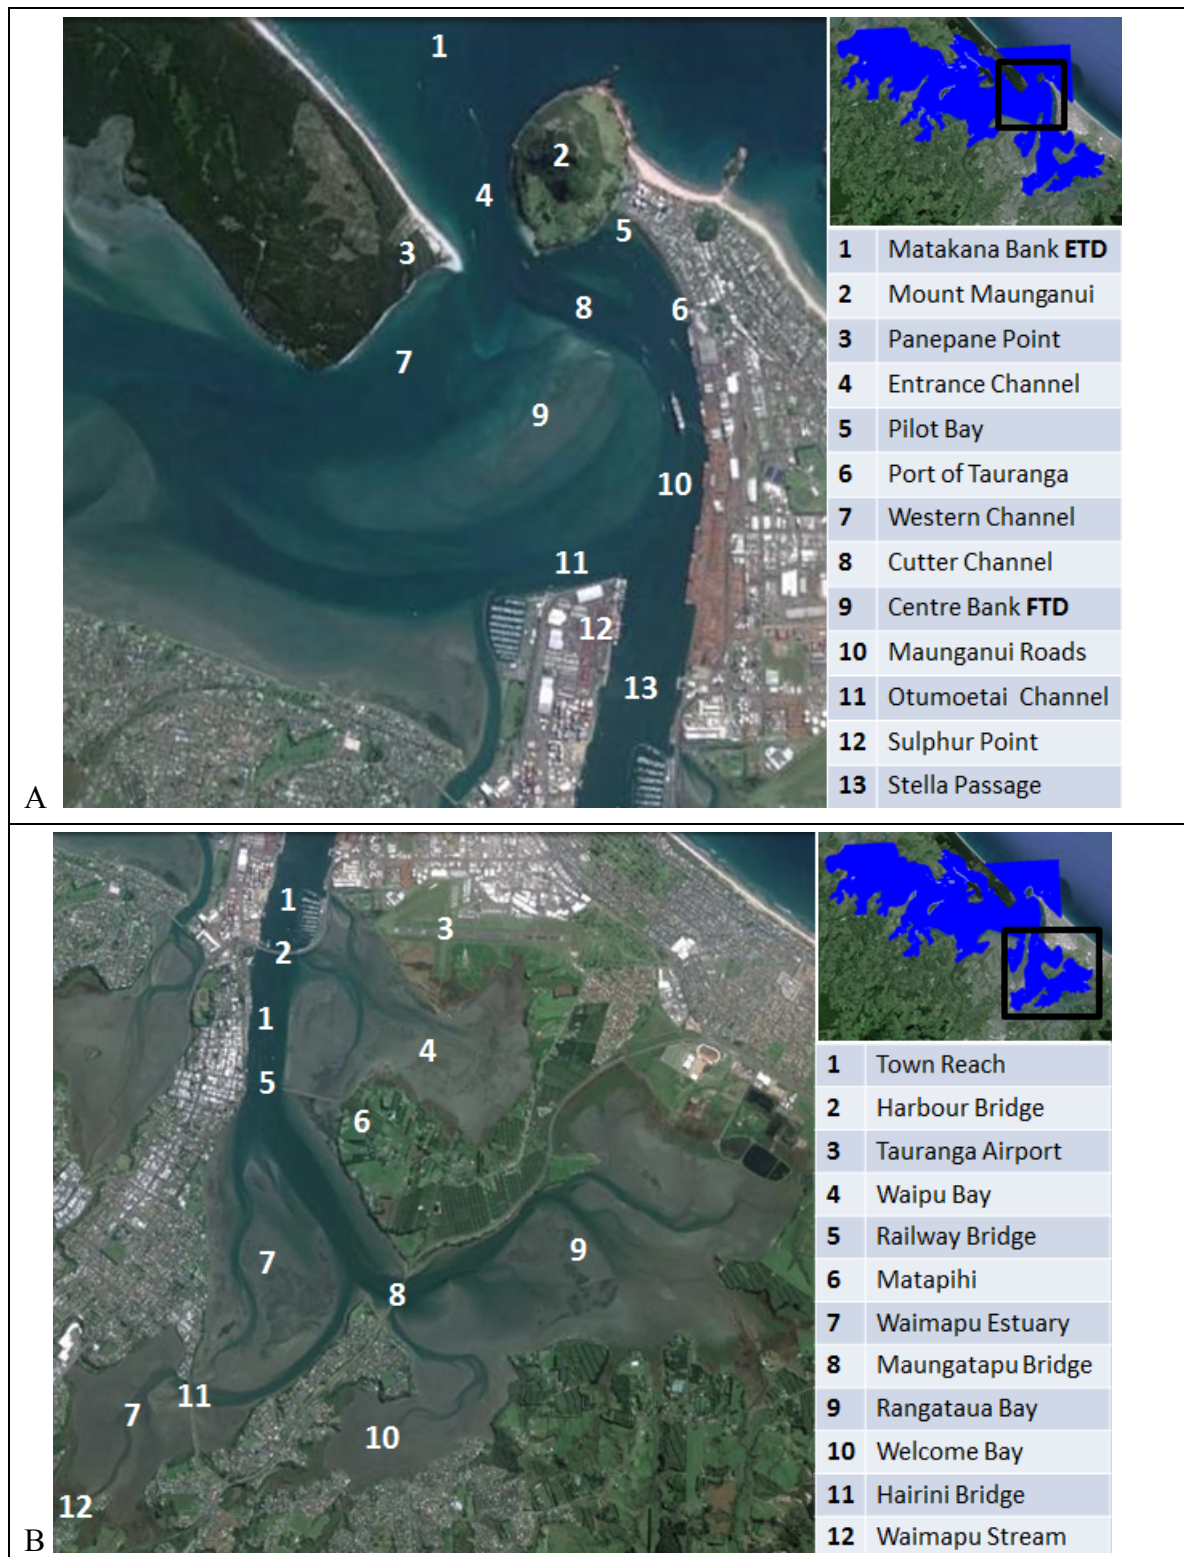 1
2
3
4
5
6
7
8
9
10
11
12
13
1 Matakana Bank ETD
2 Mount Maunganui
3 Panepane Point
4 Entrance Channel
5 Pilot Bay
6 Port of Tauranga
7 Western Channel
8 Cutter Channel
9 Centre Bank FTD
10 Maunganui Roads
11 Otumoetai Channel
12 Sulphur Point
13 Stella Passage
A
1
2
3
1
4
5
6
7
8
9
7
11
10
12
1 Town Reach
2 Harbour Bridge
3 Tauranga Airport
4 Waipu Bay
5 Railway Bridge
6 Matapihi
7 Waimapu Estuary
8 Maungatapu Bridge
9 Rangataua Bay
10 Welcome Bay
11 Hairini Bridge
12 Waimapu Stream
B